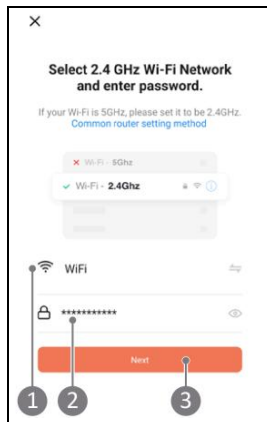 ×
Select 2.4 GHz Wi-Fi Network
and enter password.
If your Wi-Fi is 5GHz, please set it to be 2.4GHz.
Common router setting method
Wi-Fi - 5Ghz
Wi-Fi - 2.4Ghz
WiFi
***********
Next
1 2 3